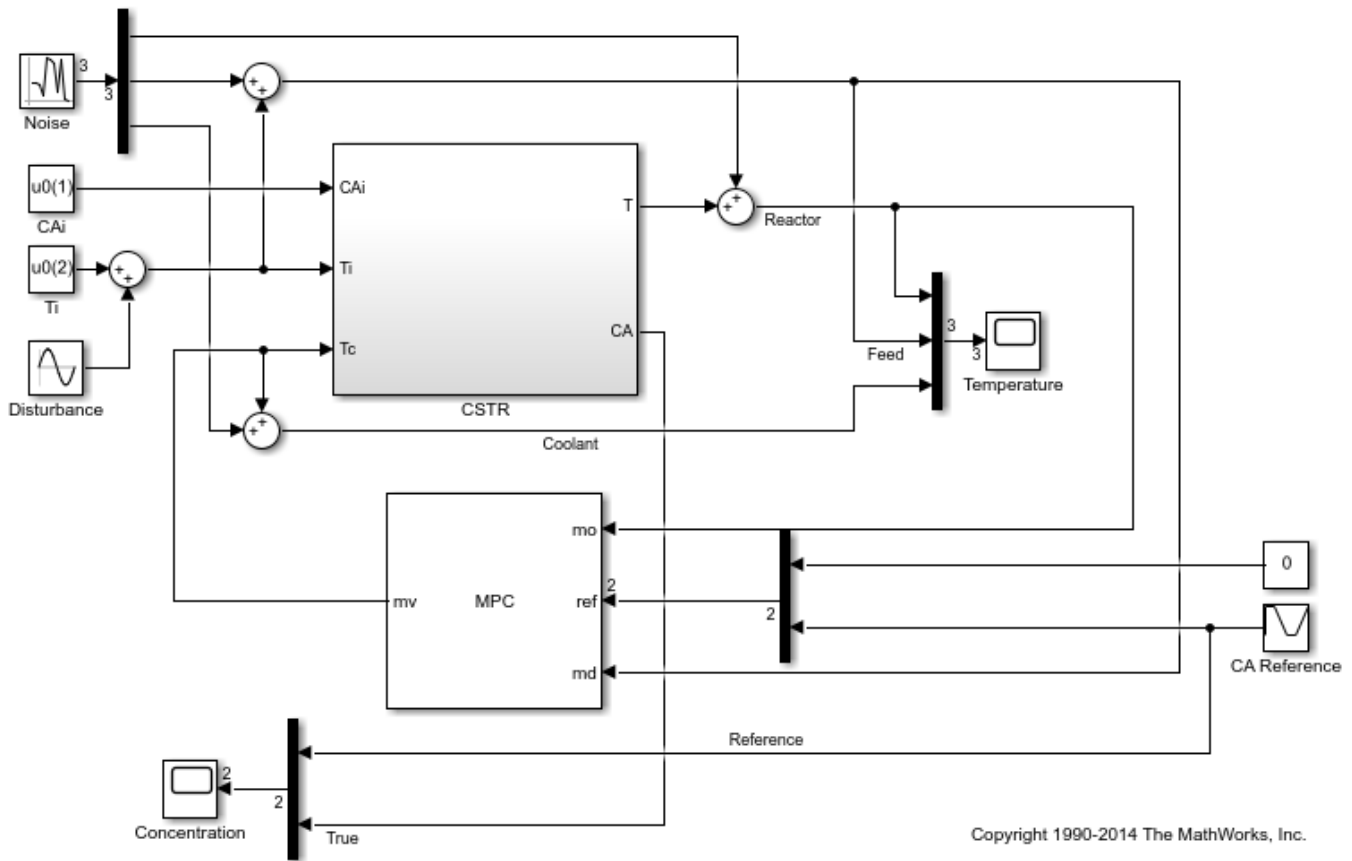 3
3
Noise
u0(1)
CAi
u0(2)
Ti
Disturbance
CAi
Ti
Tc
T
CA
CSTR
Reactor
Feed
Coolant
3
3
Temperature
mo
ref
md
mv
MPC
2
2
0
CA Reference
Reference
2
2
Concentration
True
Copyright 1990-2014 The MathWorks, Inc.